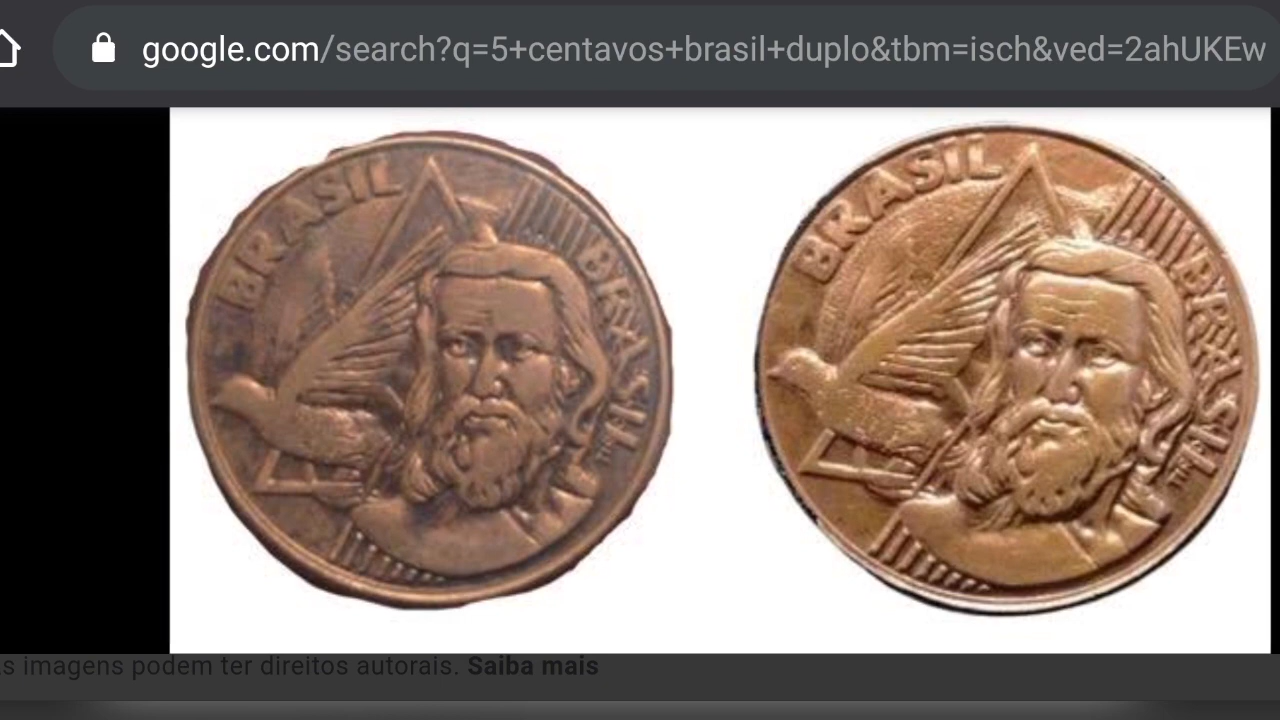 google.com/search?q=5+centavos+brasil+duplo&tbm=isch&ved=2ahUKEw
BRASIL BRASIL
BRASIL BRASIL
s imagens podem ter direitos autorais. Saiba mais